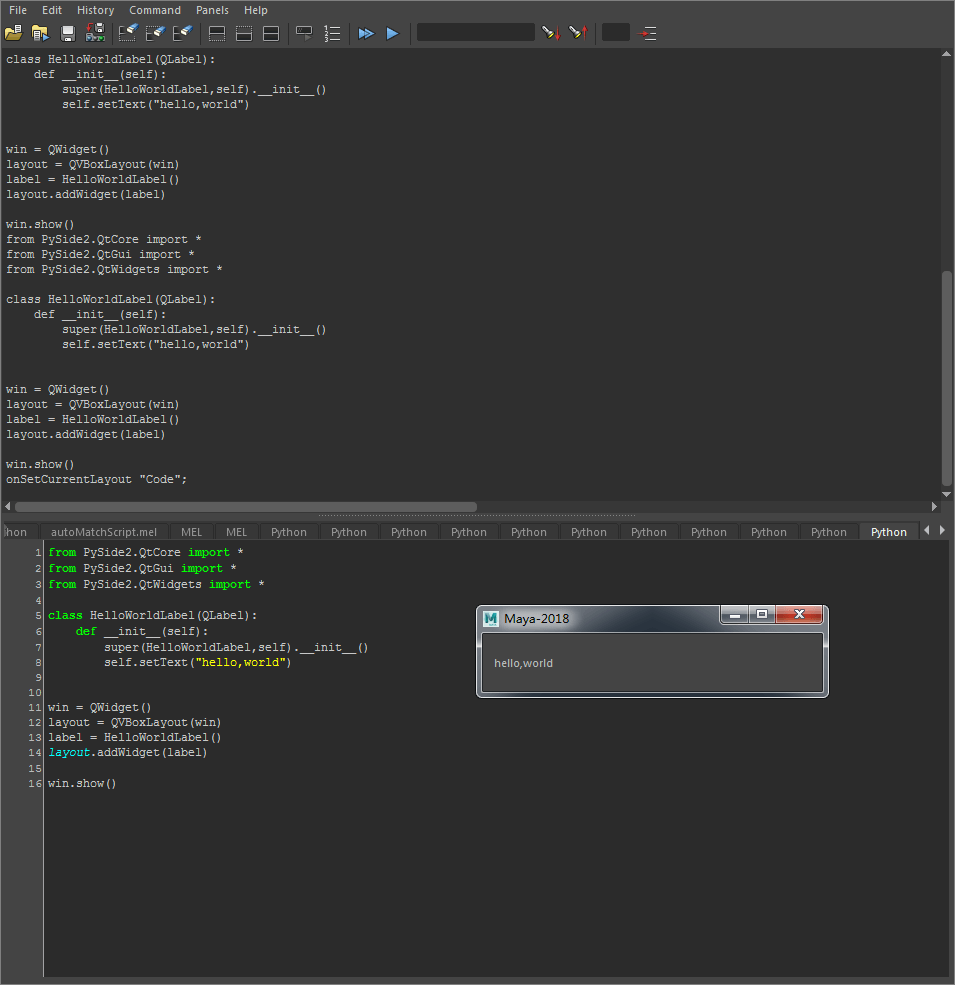 File Edit History Command Panels Help
class HelloWorldLabel(QLabel):
    def __init__(self):
        super(HelloWorldLabel,self).__init__()
        self.setText("hello,world")
win = QWidget()
layout = QVBoxLayout(win)
label = HelloWorldLabel()
layout.addWidget(label)
win.show()
from PySide2.QtCore import *
from PySide2.QtGui import *
from PySide2.QtWidgets import *
class HelloWorldLabel(QLabel):
    def __init__(self):
        super(HelloWorldLabel,self).__init__()
        self.setText("hello,world")
win = QWidget()
layout = QVBoxLayout(win)
label = HelloWorldLabel()
layout.addWidget(label)
win.show()
onSetCurrentLayout "Code";
hon autoMatchScript.mel MEL MEL Python Python Python Python Python Python Python Python Python Python Python
1 from PySide2.QtCore import *
2 from PySide2.QtGui import *
3 from PySide2.QtWidgets import *
4
5 class HelloWorldLabel(QLabel):
6     def __init__(self):
7         super(HelloWorldLabel,self).__init__()
8         self.setText("hello,world")
9
10
11 win = QWidget()
12 layout = QVBoxLayout(win)
13 label = HelloWorldLabel()
14 layout.addWidget(label)
15
16 win.show()
Maya-2018
hello,world